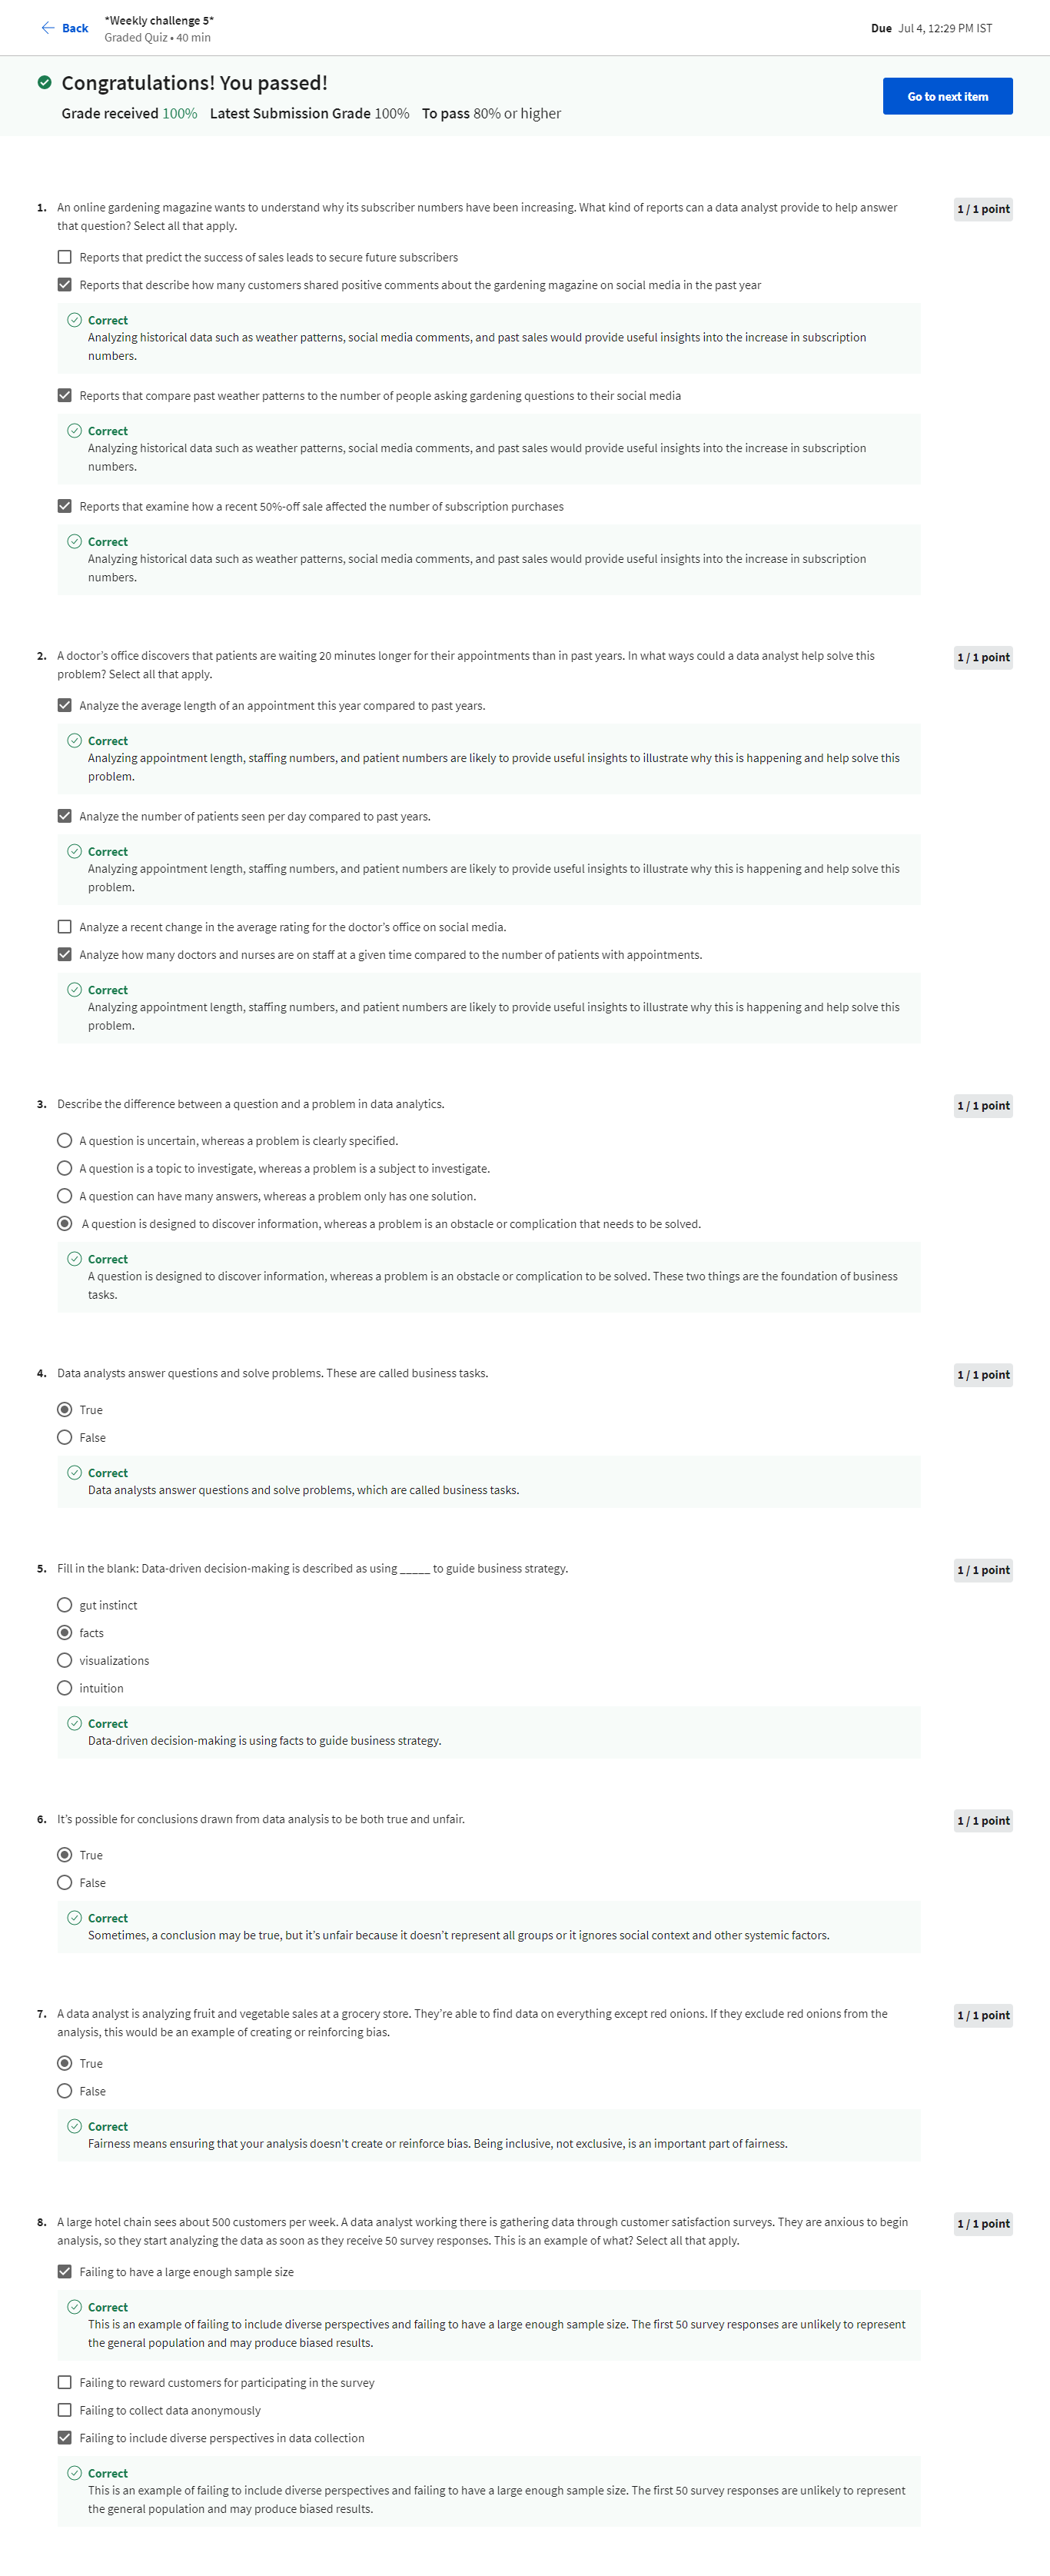 Back
*Weekly challenge 5*
Graded Quiz • 40 min
Due Jul 4, 12:29 PM IST
Congratulations! You passed!
Grade received 100% Latest Submission Grade 100% To pass 80% or higher
Go to next item
1. An online gardening magazine wants to understand why its subscriber numbers have been increasing. What kind of reports can a data analyst provide to help answer
that question? Select all that apply.
1 / 1 point
Reports that predict the success of sales leads to secure future subscribers
Reports that describe how many customers shared positive comments about the gardening magazine on social media in the past year
Correct
Analyzing historical data such as weather patterns, social media comments, and past sales would provide useful insights into the increase in subscription
numbers.
Reports that compare past weather patterns to the number of people asking gardening questions to their social media
Correct
Analyzing historical data such as weather patterns, social media comments, and past sales would provide useful insights into the increase in subscription
numbers.
Reports that examine how a recent 50%-off sale affected the number of subscription purchases
Correct
Analyzing historical data such as weather patterns, social media comments, and past sales would provide useful insights into the increase in subscription
numbers.
2. A doctor’s office discovers that patients are waiting 20 minutes longer for their appointments than in past years. In what ways could a data analyst help solve this
problem? Select all that apply.
1 / 1 point
Analyze the average length of an appointment this year compared to past years.
Correct
Analyzing appointment length, staffing numbers, and patient numbers are likely to provide useful insights to illustrate why this is happening and help solve this
problem.
Analyze the number of patients seen per day compared to past years.
Correct
Analyzing appointment length, staffing numbers, and patient numbers are likely to provide useful insights to illustrate why this is happening and help solve this
problem.
Analyze a recent change in the average rating for the doctor’s office on social media.
Analyze how many doctors and nurses are on staff at a given time compared to the number of patients with appointments.
Correct
Analyzing appointment length, staffing numbers, and patient numbers are likely to provide useful insights to illustrate why this is happening and help solve this
problem.
3. Describe the difference between a question and a problem in data analytics.
1 / 1 point
A question is uncertain, whereas a problem is clearly specified.
A question is a topic to investigate, whereas a problem is a subject to investigate.
A question can have many answers, whereas a problem only has one solution.
A question is designed to discover information, whereas a problem is an obstacle or complication that needs to be solved.
Correct
A question is designed to discover information, whereas a problem is an obstacle or complication to be solved. These two things are the foundation of business
tasks.
4. Data analysts answer questions and solve problems. These are called business tasks.
1 / 1 point
True
False
Correct
Data analysts answer questions and solve problems, which are called business tasks.
5. Fill in the blank: Data-driven decision-making is described as using _____ to guide business strategy.
1 / 1 point
gut instinct
facts
visualizations
intuition
Correct
Data-driven decision-making is using facts to guide business strategy.
6. It’s possible for conclusions drawn from data analysis to be both true and unfair.
1 / 1 point
True
False
Correct
Sometimes, a conclusion may be true, but it’s unfair because it doesn’t represent all groups or it ignores social context and other systemic factors.
7. A data analyst is analyzing fruit and vegetable sales at a grocery store. They’re able to find data on everything except red onions. If they exclude red onions from the
analysis, this would be an example of creating or reinforcing bias.
1 / 1 point
True
False
Correct
Fairness means ensuring that your analysis doesn’t create or reinforce bias. Being inclusive, not exclusive, is an important part of fairness.
8. A large hotel chain sees about 500 customers per week. A data analyst working there is gathering data through customer satisfaction surveys. They are anxious to begin
analysis, so they start analyzing the data as soon as they receive 50 survey responses. This is an example of what? Select all that apply.
1 / 1 point
Failing to have a large enough sample size
Correct
This is an example of failing to include diverse perspectives and failing to have a large enough sample size. The first 50 survey responses are unlikely to represent
the general population and may produce biased results.
Failing to reward customers for participating in the survey
Failing to collect data anonymously
Failing to include diverse perspectives in data collection
Correct
This is an example of failing to include diverse perspectives and failing to have a large enough sample size. The first 50 survey responses are unlikely to represent
the general population and may produce biased results.